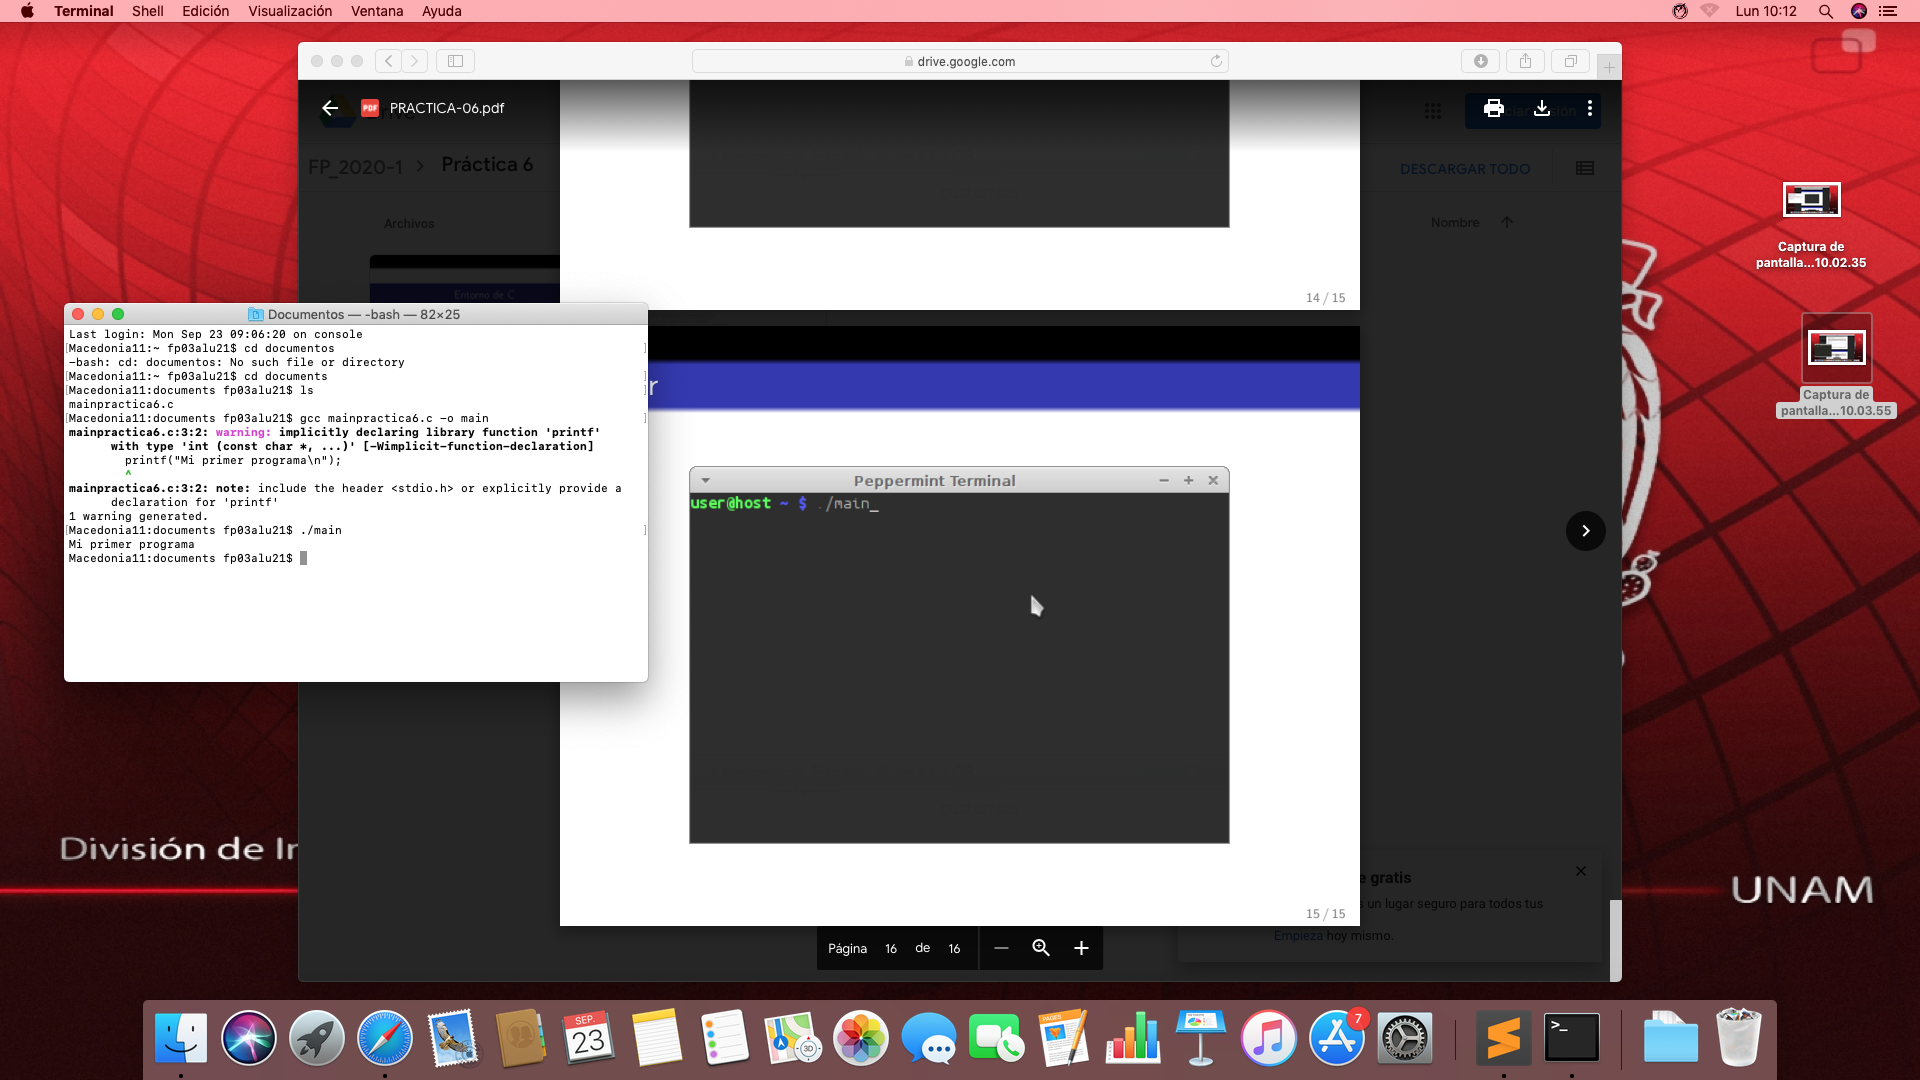 Terminal Shell Edición Visualización Ventana Ayuda
Lun 10:12
drive.google.com
PDF PRACTICA-06.pdf
FP_2020-1 > Práctica 6
DESCARGAR TODO
Archivos
Nombre
Entorno de C
14 / 15
Captura de
pantalla...10.02.35
Captura de
pantalla...10.03.55
Documentos — -bash — 82×25
Last login: Mon Sep 23 09:06:20 on console
[Macedonia11:~ fp03alu21$ cd documentos ]
-bash: cd: documentos: No such file or directory
[Macedonia11:~ fp03alu21$ cd documents ]
[Macedonia11:documents fp03alu21$ ls ]
mainpractica6.c
[Macedonia11:documents fp03alu21$ gcc mainpractica6.c -o main ]
mainpractica6.c:3:2: warning: implicitly declaring library function 'printf'
with type 'int (const char *, ...)' [-Wimplicit-function-declaration]
printf("Mi primer programa\n");
^
mainpractica6.c:3:2: note: include the header <stdio.h> or explicitly provide a
declaration for 'printf'
1 warning generated.
[Macedonia11:documents fp03alu21$ ./main ]
Mi primer programa
Macedonia11:documents fp03alu21$
r
Peppermint Terminal
user@host ~ $ ./main_
15 / 15
División de In
UNAM
e gratis
s un lugar seguro para todos tus
Empieza hoy mismo.
Página 16 de 16
SEP.
23
3D
PAGES
7
>_